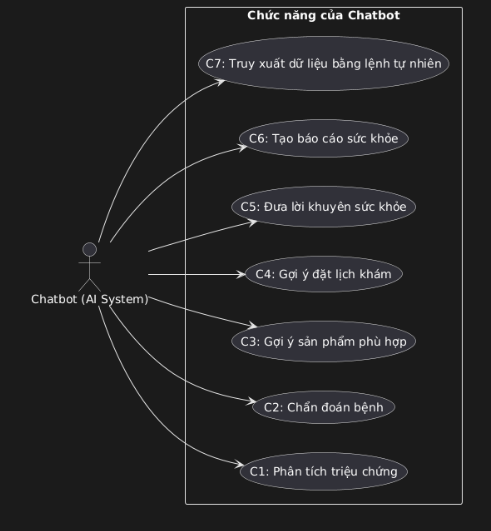 Chức năng của Chatbot
C7: Truy xuất dữ liệu bằng lệnh tự nhiên
C6: Tạo báo cáo sức khỏe
C5: Đưa lời khuyên sức khỏe
C4: Gợi ý đặt lịch khám
Chatbot (AI System)
C3: Gợi ý sản phẩm phù hợp
C2: Chẩn đoán bệnh
C1: Phân tích triệu chứng